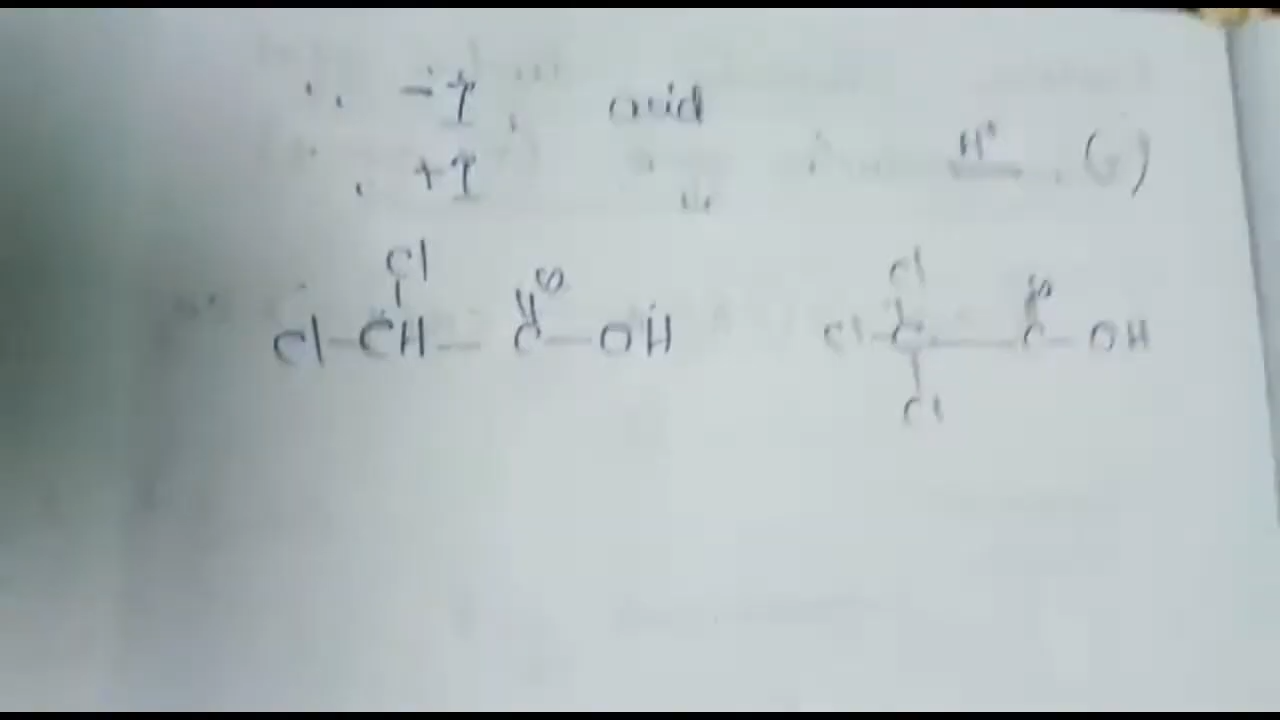 ∴ -I, acid
+I H⁺
Cl
Cl-CH-C-OH
O
Cl
Cl-C-C-OH
O
Cl